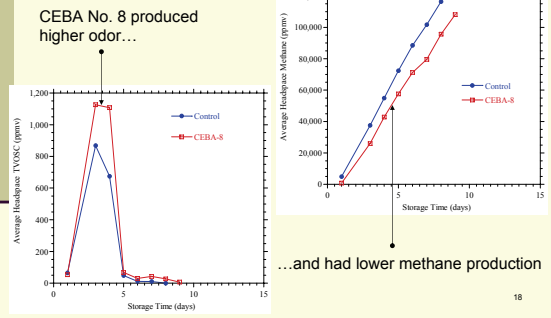 CEBA No. 8 produced
higher odor…
1,200
1,000
800
600
400
200
0
0
5
10
15
Average Headspace TVOSC (ppmv)
Storage Time (days)
Control
CEBA-8
100,000
80,000
60,000
40,000
20,000
0
0
5
10
15
Average Headspace Methane (ppmv)
Storage Time (days)
Control
CEBA-8
…and had lower methane production
18